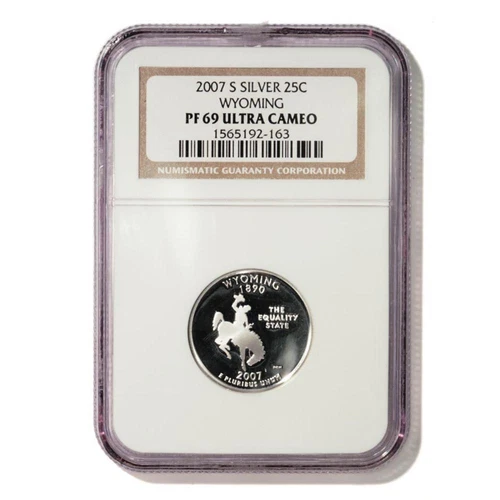 2007 S SILVER 25C
WYOMING
PF 69 ULTRA CAMEO
1565192-163
NUMISMATIC GUARANTY CORPORATION
WYOMING
1890
THE
EQUALITY
STATE
2007
E PLURIBUS UNUM